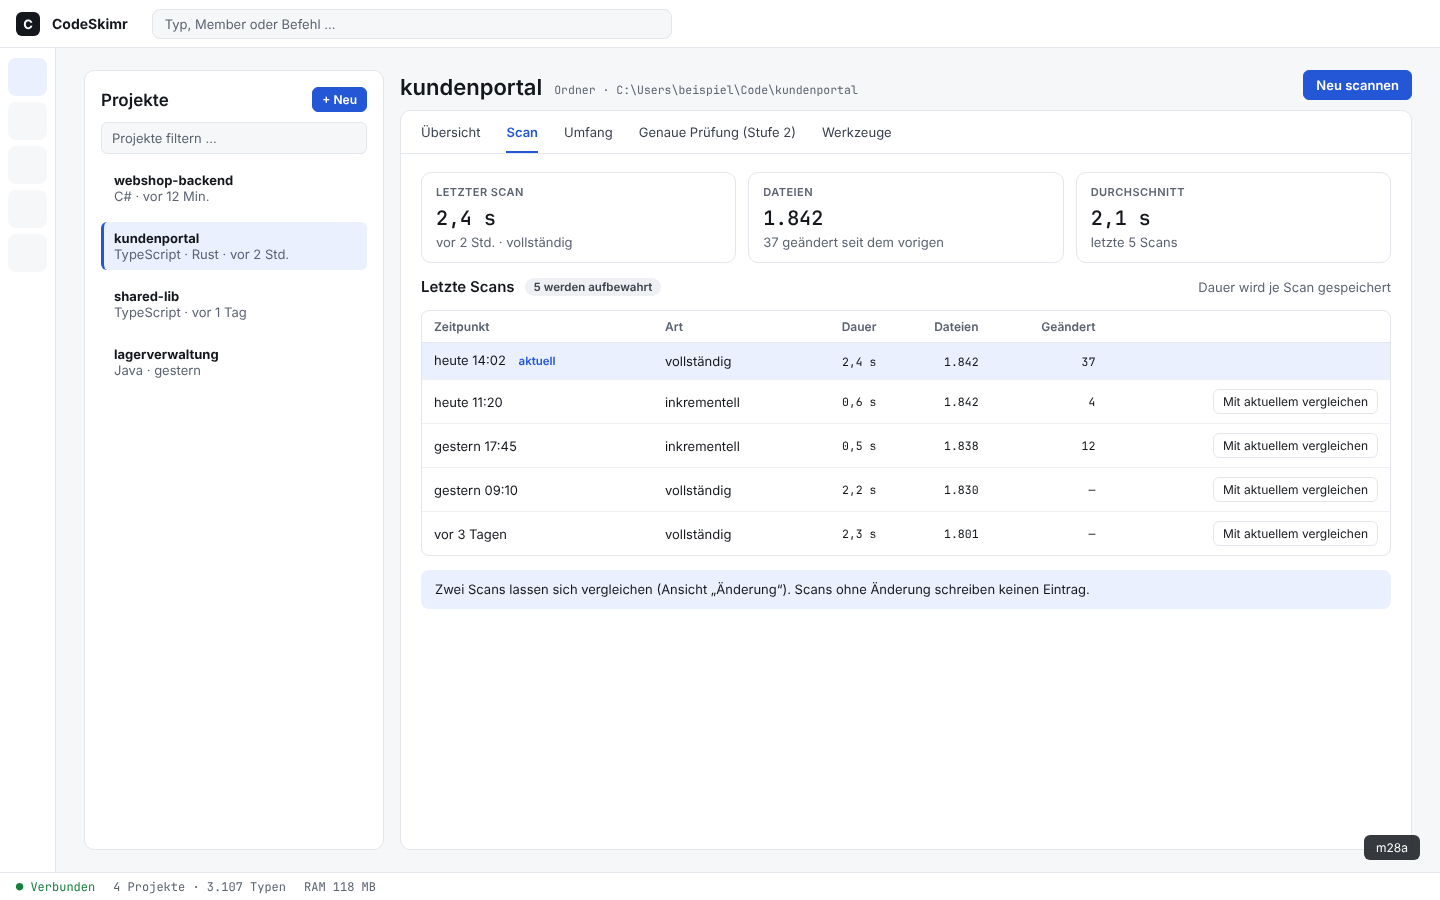 C CodeSkimr Typ, Member oder Befehl ...
Projekte
+ Neu
Projekte filtern ...
webshop-backend
C# · vor 12 Min.
kundenportal
TypeScript · Rust · vor 2 Std.
shared-lib
TypeScript · vor 1 Tag
lagerverwaltung
Java · gestern
kundenportal Ordner · C:\Users\beispiel\Code\kundenportal
Neu scannen
Übersicht Scan Umfang Genaue Prüfung (Stufe 2) Werkzeuge
LETZTER SCAN
2,4 s
vor 2 Std. · vollständig
DATEIEN
1.842
37 geändert seit dem vorigen
DURCHSCHNITT
2,1 s
letzte 5 Scans
Letzte Scans 5 werden aufbewahrt Dauer wird je Scan gespeichert
Zeitpunkt Art Dauer Dateien Geändert
heute 14:02 aktuell vollständig 2,4 s 1.842 37
heute 11:20 inkrementell 0,6 s 1.842 4 Mit aktuellem vergleichen
gestern 17:45 inkrementell 0,5 s 1.838 12 Mit aktuellem vergleichen
gestern 09:10 vollständig 2,2 s 1.830 – Mit aktuellem vergleichen
vor 3 Tagen vollständig 2,3 s 1.801 – Mit aktuellem vergleichen
Zwei Scans lassen sich vergleichen (Ansicht „Änderung“). Scans ohne Änderung schreiben keinen Eintrag.
m28a
Verbunden 4 Projekte · 3.107 Typen RAM 118 MB